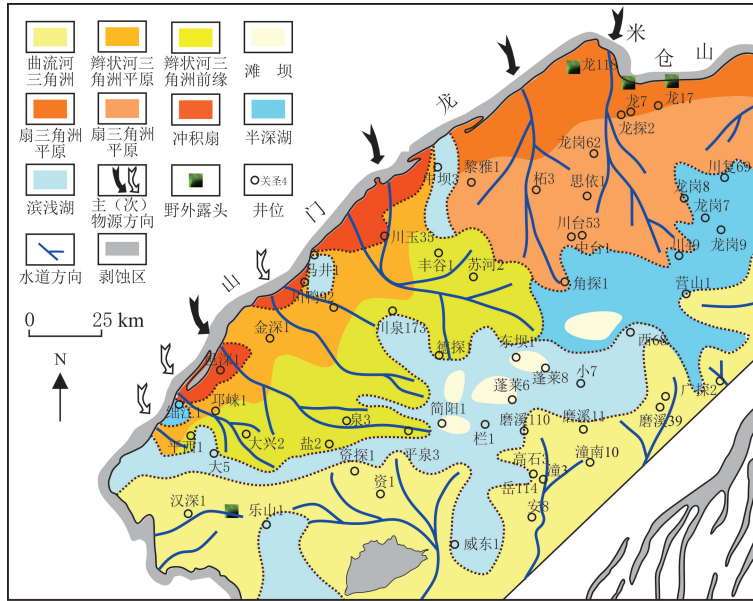 曲流河
三角洲
辫状河三
角洲平原
辫状河三
角洲前缘
滩 坝
扇三角洲
平原
扇三角洲
平原
冲积扇
半深湖
滨浅湖
主（次）
物源方向
野外露头
关圣4
井位
水道方向
剥蚀区
0 25 km
N
龙 门 山
米 仓 山
龙17
龙7
龙探2
龙岗62
川复69
黎雅1
柘3
思依1
龙岗8
龙岗7
龙岗9
川玉35
川台53
中台1
川39
丰谷1
苏河2
马井1
角探1
营山1
金深1
川泉173
德探1
东坝1
西68
蓬莱8
小7
蓬莱6
广探2
邛崃1
大兴2
盐2
简阳1
栏1
磨溪110
磨溪11
磨溪39
平西1
大5
资探1
平泉3
高石3
潼3
潼南10
汉深1
乐山1
资1
岳114
安8
威东1